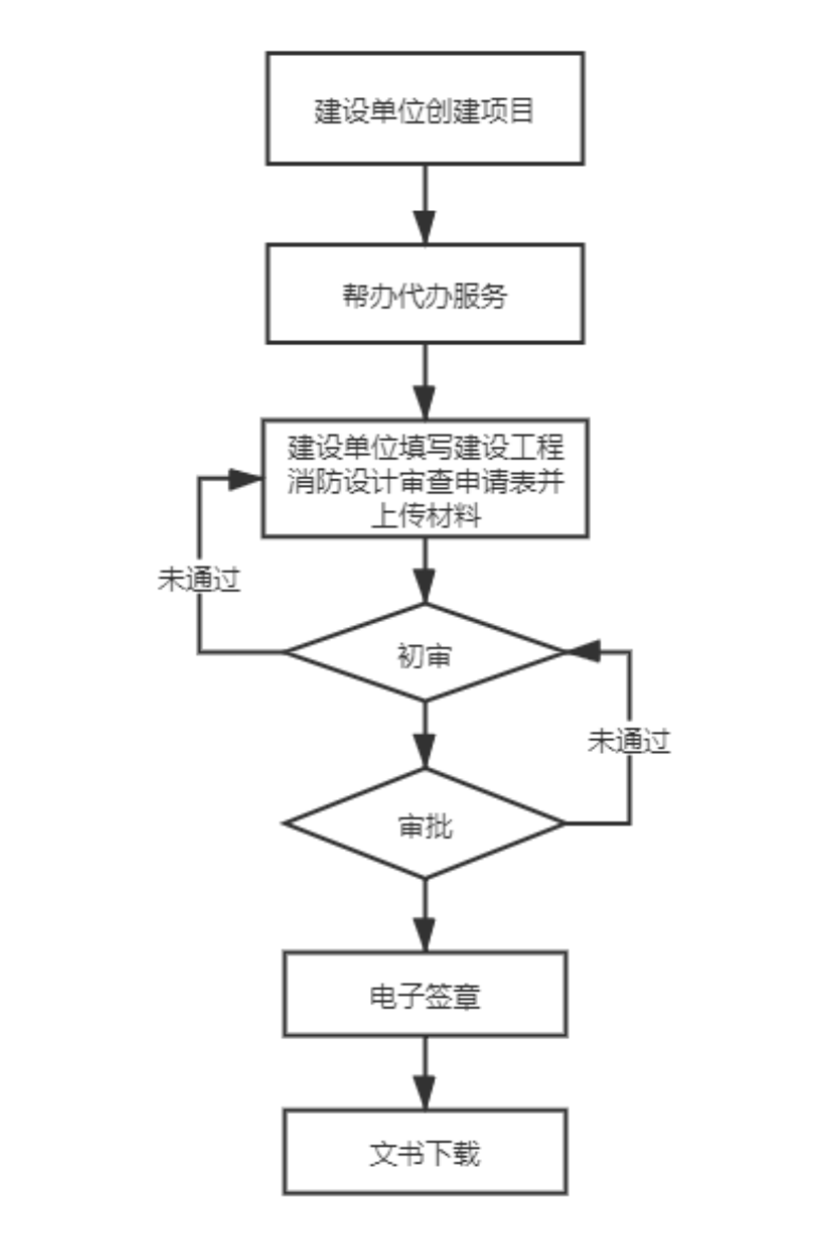 建设单位创建项目
帮办代办服务
建设单位填写建设工程
消防设计审查申请表并
上传材料
未通过
初审
未通过
审批
电子签章
文书下载